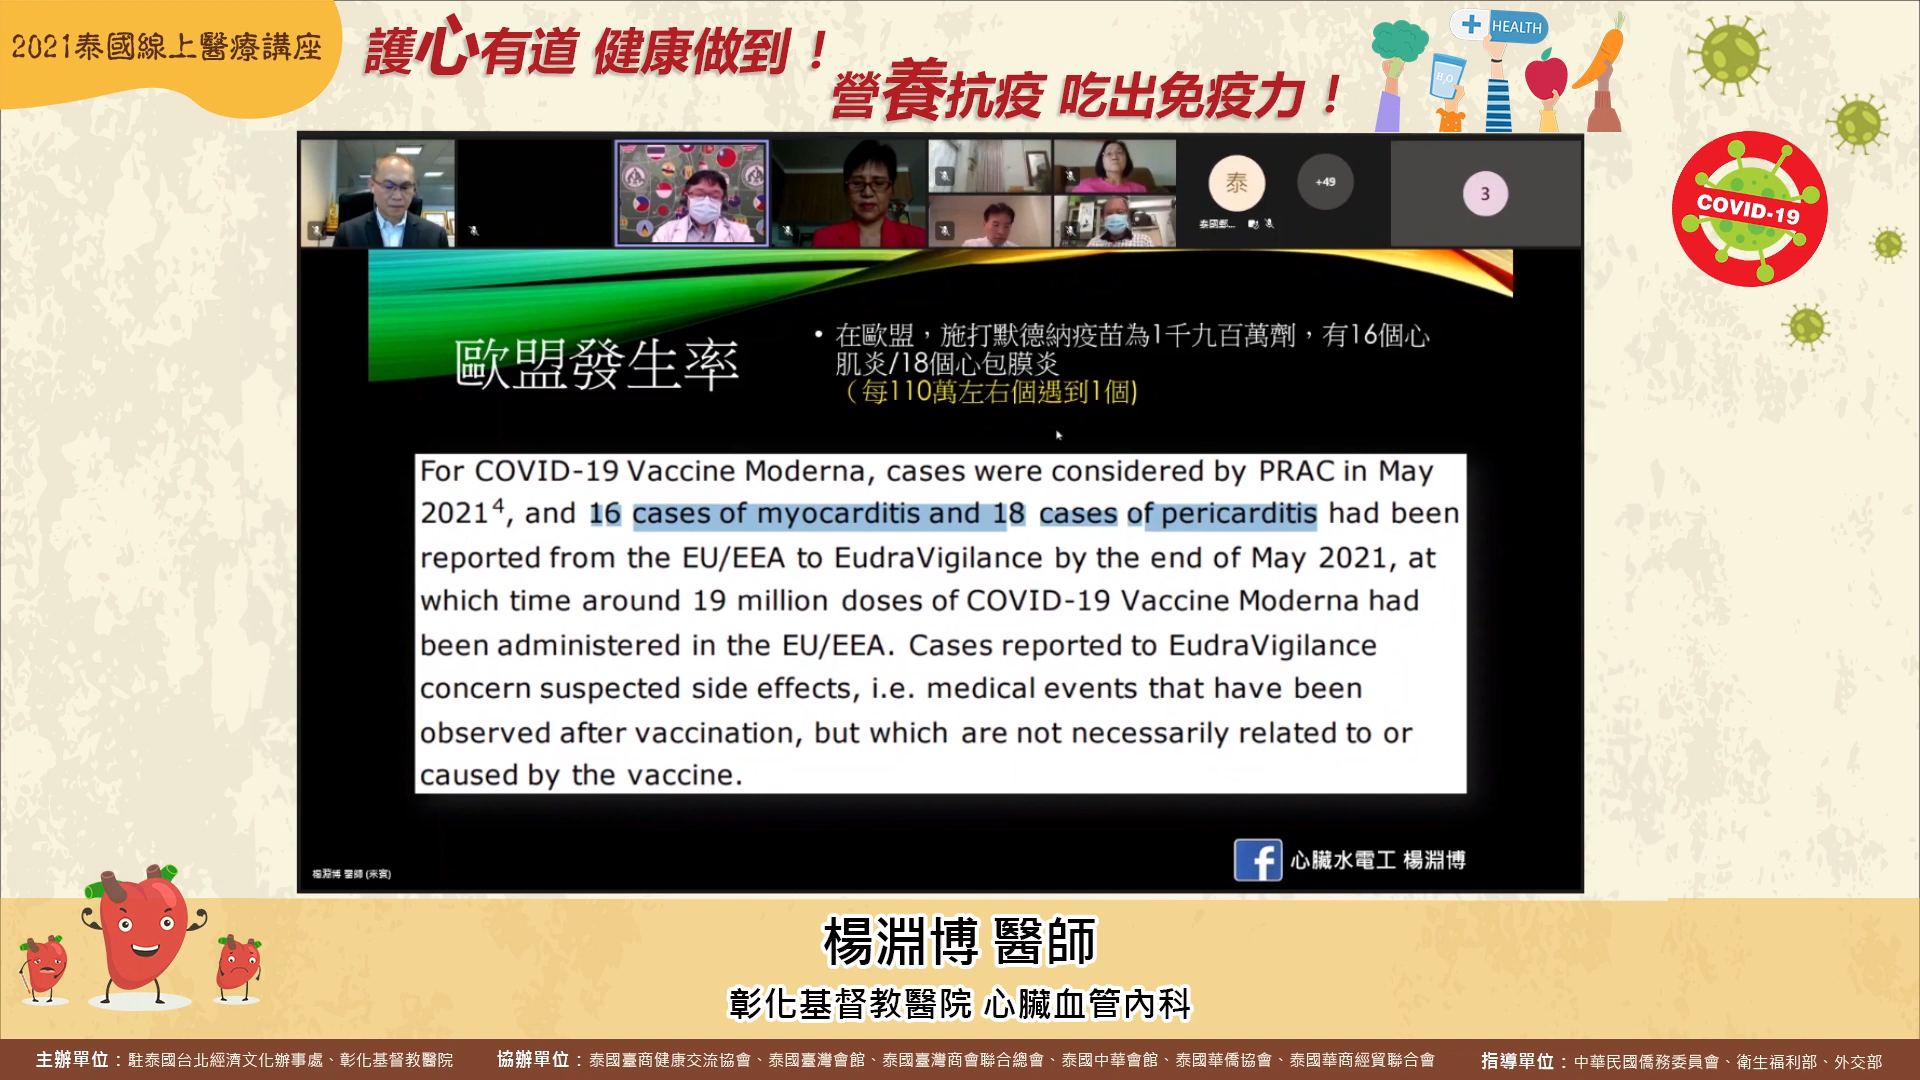 2021泰國線上醫療講座
護心有道 健康做到！
營養抗疫 吃出免疫力！
HEALTH
H₂O
COVID-19
泰
+49
3
歐盟發生率
• 在歐盟，施打默德納疫苗為1千九百萬劑，有16個心
肌炎/18個心包膜炎
（每110萬左右個遇到1個)
For COVID-19 Vaccine Moderna, cases were considered by PRAC in May
2021⁴, and 16 cases of myocarditis and 18 cases of pericarditis had been
reported from the EU/EEA to EudraVigilance by the end of May 2021, at
which time around 19 million doses of COVID-19 Vaccine Moderna had
been administered in the EU/EEA. Cases reported to EudraVigilance
concern suspected side effects, i.e. medical events that have been
observed after vaccination, but which are not necessarily related to or
caused by the vaccine.
心臟水電工 楊淵博
楊淵博 醫師 (來賓)
楊淵博 醫師
彰化基督教醫院 心臟血管內科
主辦單位：駐泰國台北經濟文化辦事處、彰化基督教醫院
協辦單位：泰國臺商健康交流協會、泰國臺灣會館、泰國臺灣商會聯合總會、泰國中華會館、泰國華僑協會、泰國華商經貿聯合會
指導單位：中華民國僑務委員會、衛生福利部、外交部